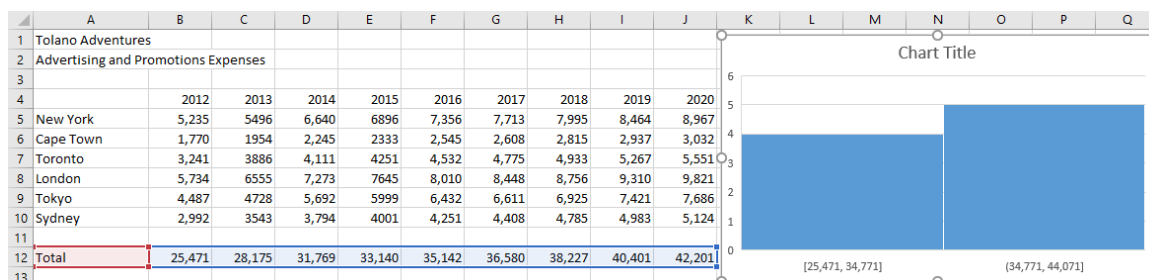 A B C D E F G H I J K L M N O P Q
1 Tolano Adventures
2 Advertising and Promotions Expenses
3
4 2012 2013 2014 2015 2016 2017 2018 2019 2020
5 New York 5,235 5496 6,640 6896 7,356 7,713 7,995 8,464 8,967
6 Cape Town 1,770 1954 2,245 2333 2,545 2,608 2,815 2,937 3,032
7 Toronto 3,241 3886 4,111 4251 4,532 4,775 4,933 5,267 5,551
8 London 5,734 6555 7,273 7645 8,010 8,448 8,756 9,310 9,821
9 Tokyo 4,487 4728 5,692 5999 6,432 6,611 6,925 7,421 7,686
10 Sydney 2,992 3543 3,794 4001 4,251 4,408 4,785 4,983 5,124
11
12 Total 25,471 28,175 31,769 33,140 35,142 36,580 38,227 40,401 42,201
13
Chart Title
6
5
4
3
2
1
0
[25,471, 34,771] (34,771, 44,071]